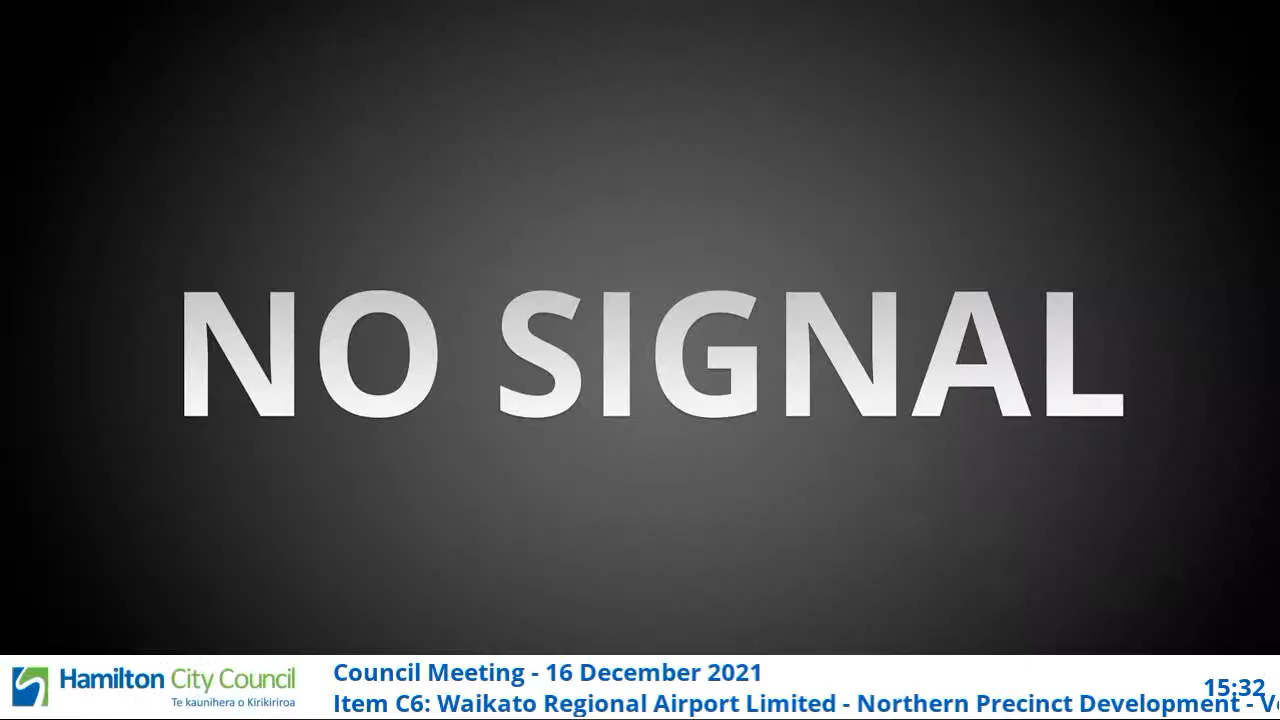 NO SIGNAL
Hamilton City Council
Te kaunihera o Kirikiriroa
Council Meeting - 16 December 2021
Item C6: Waikato Regional Airport Limited - Northern Precinct Development -
15:32